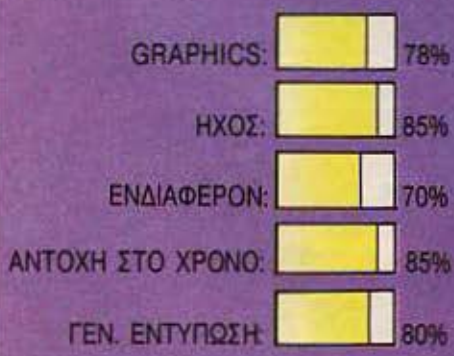 GRAPHICS: 78%
ΗΧΟΣ: 85%
ΕΝΔΙΑΦΕΡΟΝ: 70%
ΑΝΤΟΧΗ ΣΤΟ ΧΡΟΝΟ: 85%
ΓΕΝ. ΕΝΤΥΠΩΣΗ: 80%